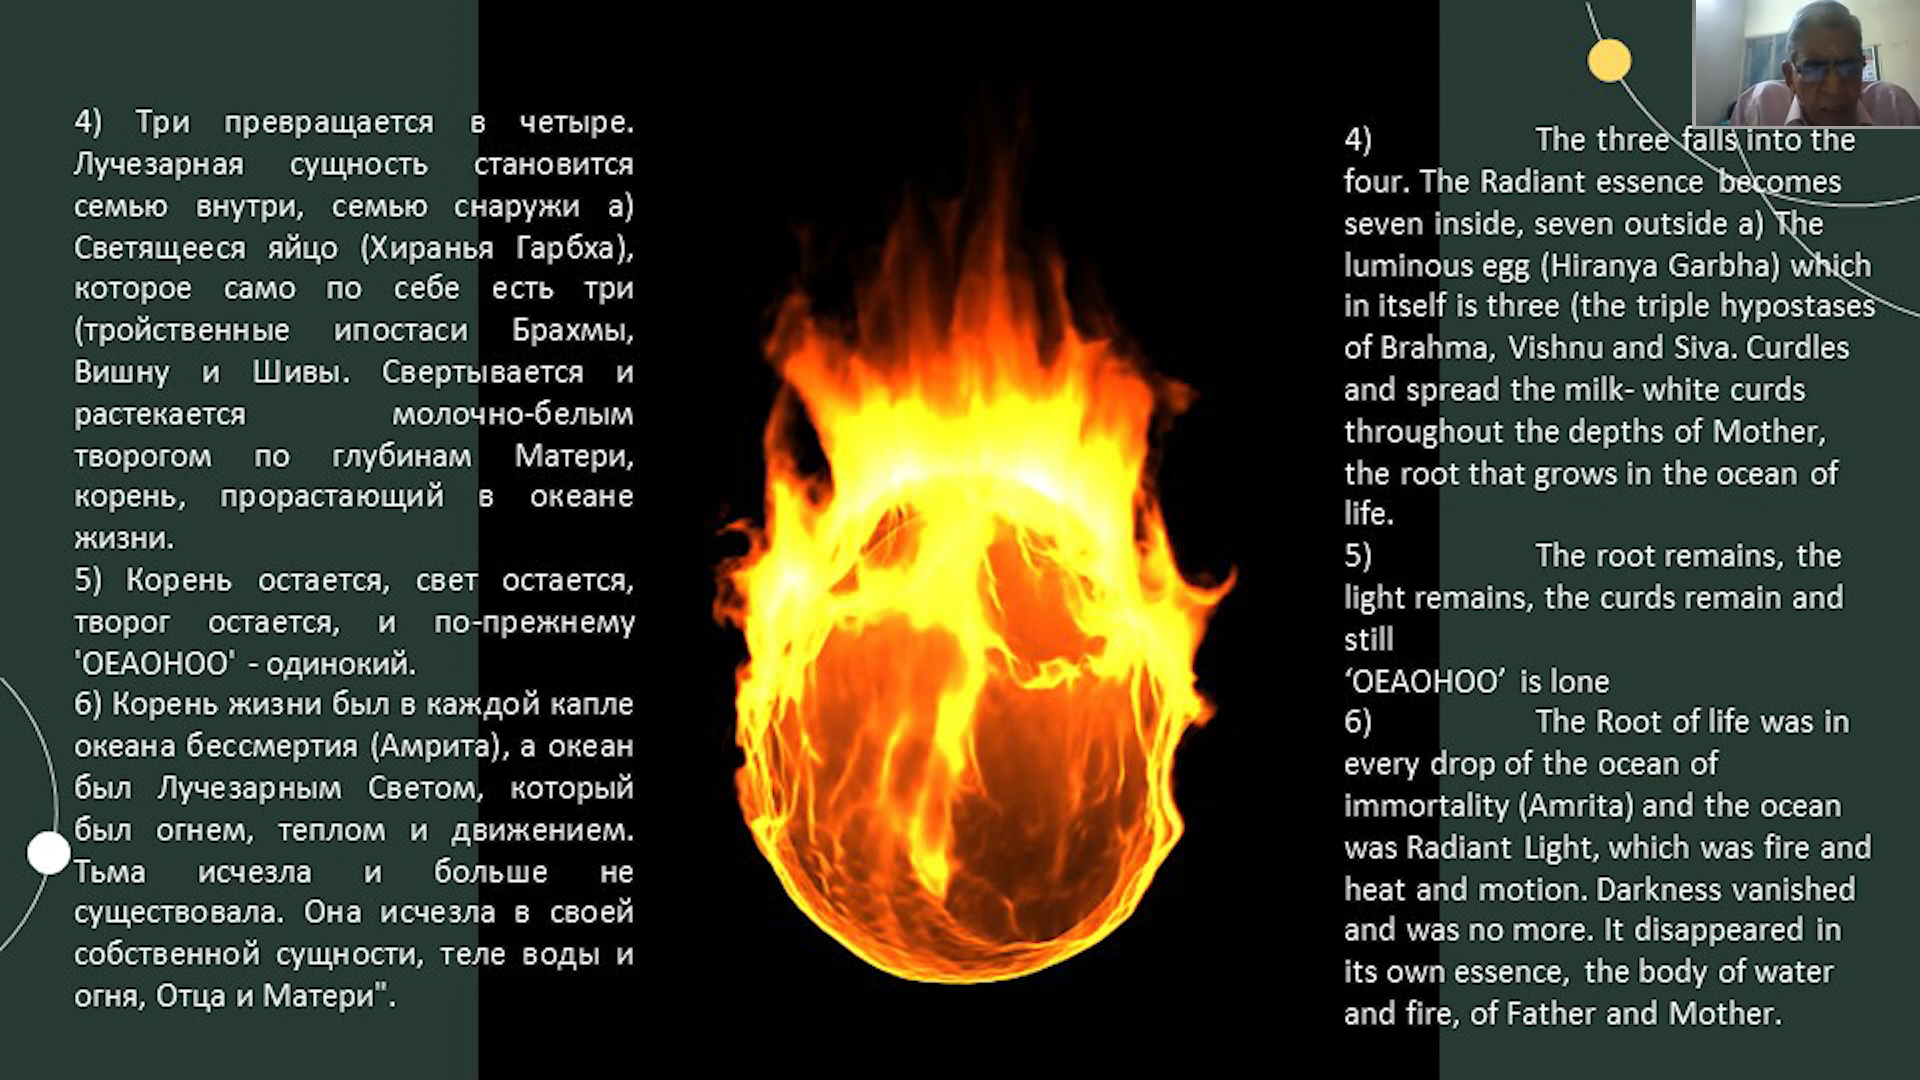 4) Три превращается в четыре.
Лучезарная сущность становится
семью внутри, семью снаружи а)
Светящееся яйцо (Хиранья Гарбха),
которое само по себе есть три
(тройственные ипостаси Брахмы,
Вишну и Шивы. Свертывается и
растекается молочно-белым
творогом по глубинам Матери,
корень, прорастающий в океане
жизни.
5) Корень остается, свет остается,
творог остается, и по-прежнему
'ОЕАОНОО' - одинокий.
6) Корень жизни был в каждой капле
океана бессмертия (Амрита), а океан
был Лучезарным Светом, который
был огнем, теплом и движением.
Тьма исчезла и больше не
существовала. Она исчезла в своей
собственной сущности, теле воды и
огня, Отца и Матери".
4) The three falls into the
four. The Radiant essence becomes
seven inside, seven outside a) The
luminous egg (Hiranya Garbha) which
in itself is three (the triple hypostases
of Brahma, Vishnu and Siva. Curdles
and spread the milk- white curds
throughout the depths of Mother,
the root that grows in the ocean of
life.
5) The root remains, the
light remains, the curds remain and
still
‘OEAOHOO’ is lone
6) The Root of life was in
every drop of the ocean of
immortality (Amrita) and the ocean
was Radiant Light, which was fire and
heat and motion. Darkness vanished
and was no more. It disappeared in
its own essence, the body of water
and fire, of Father and Mother.